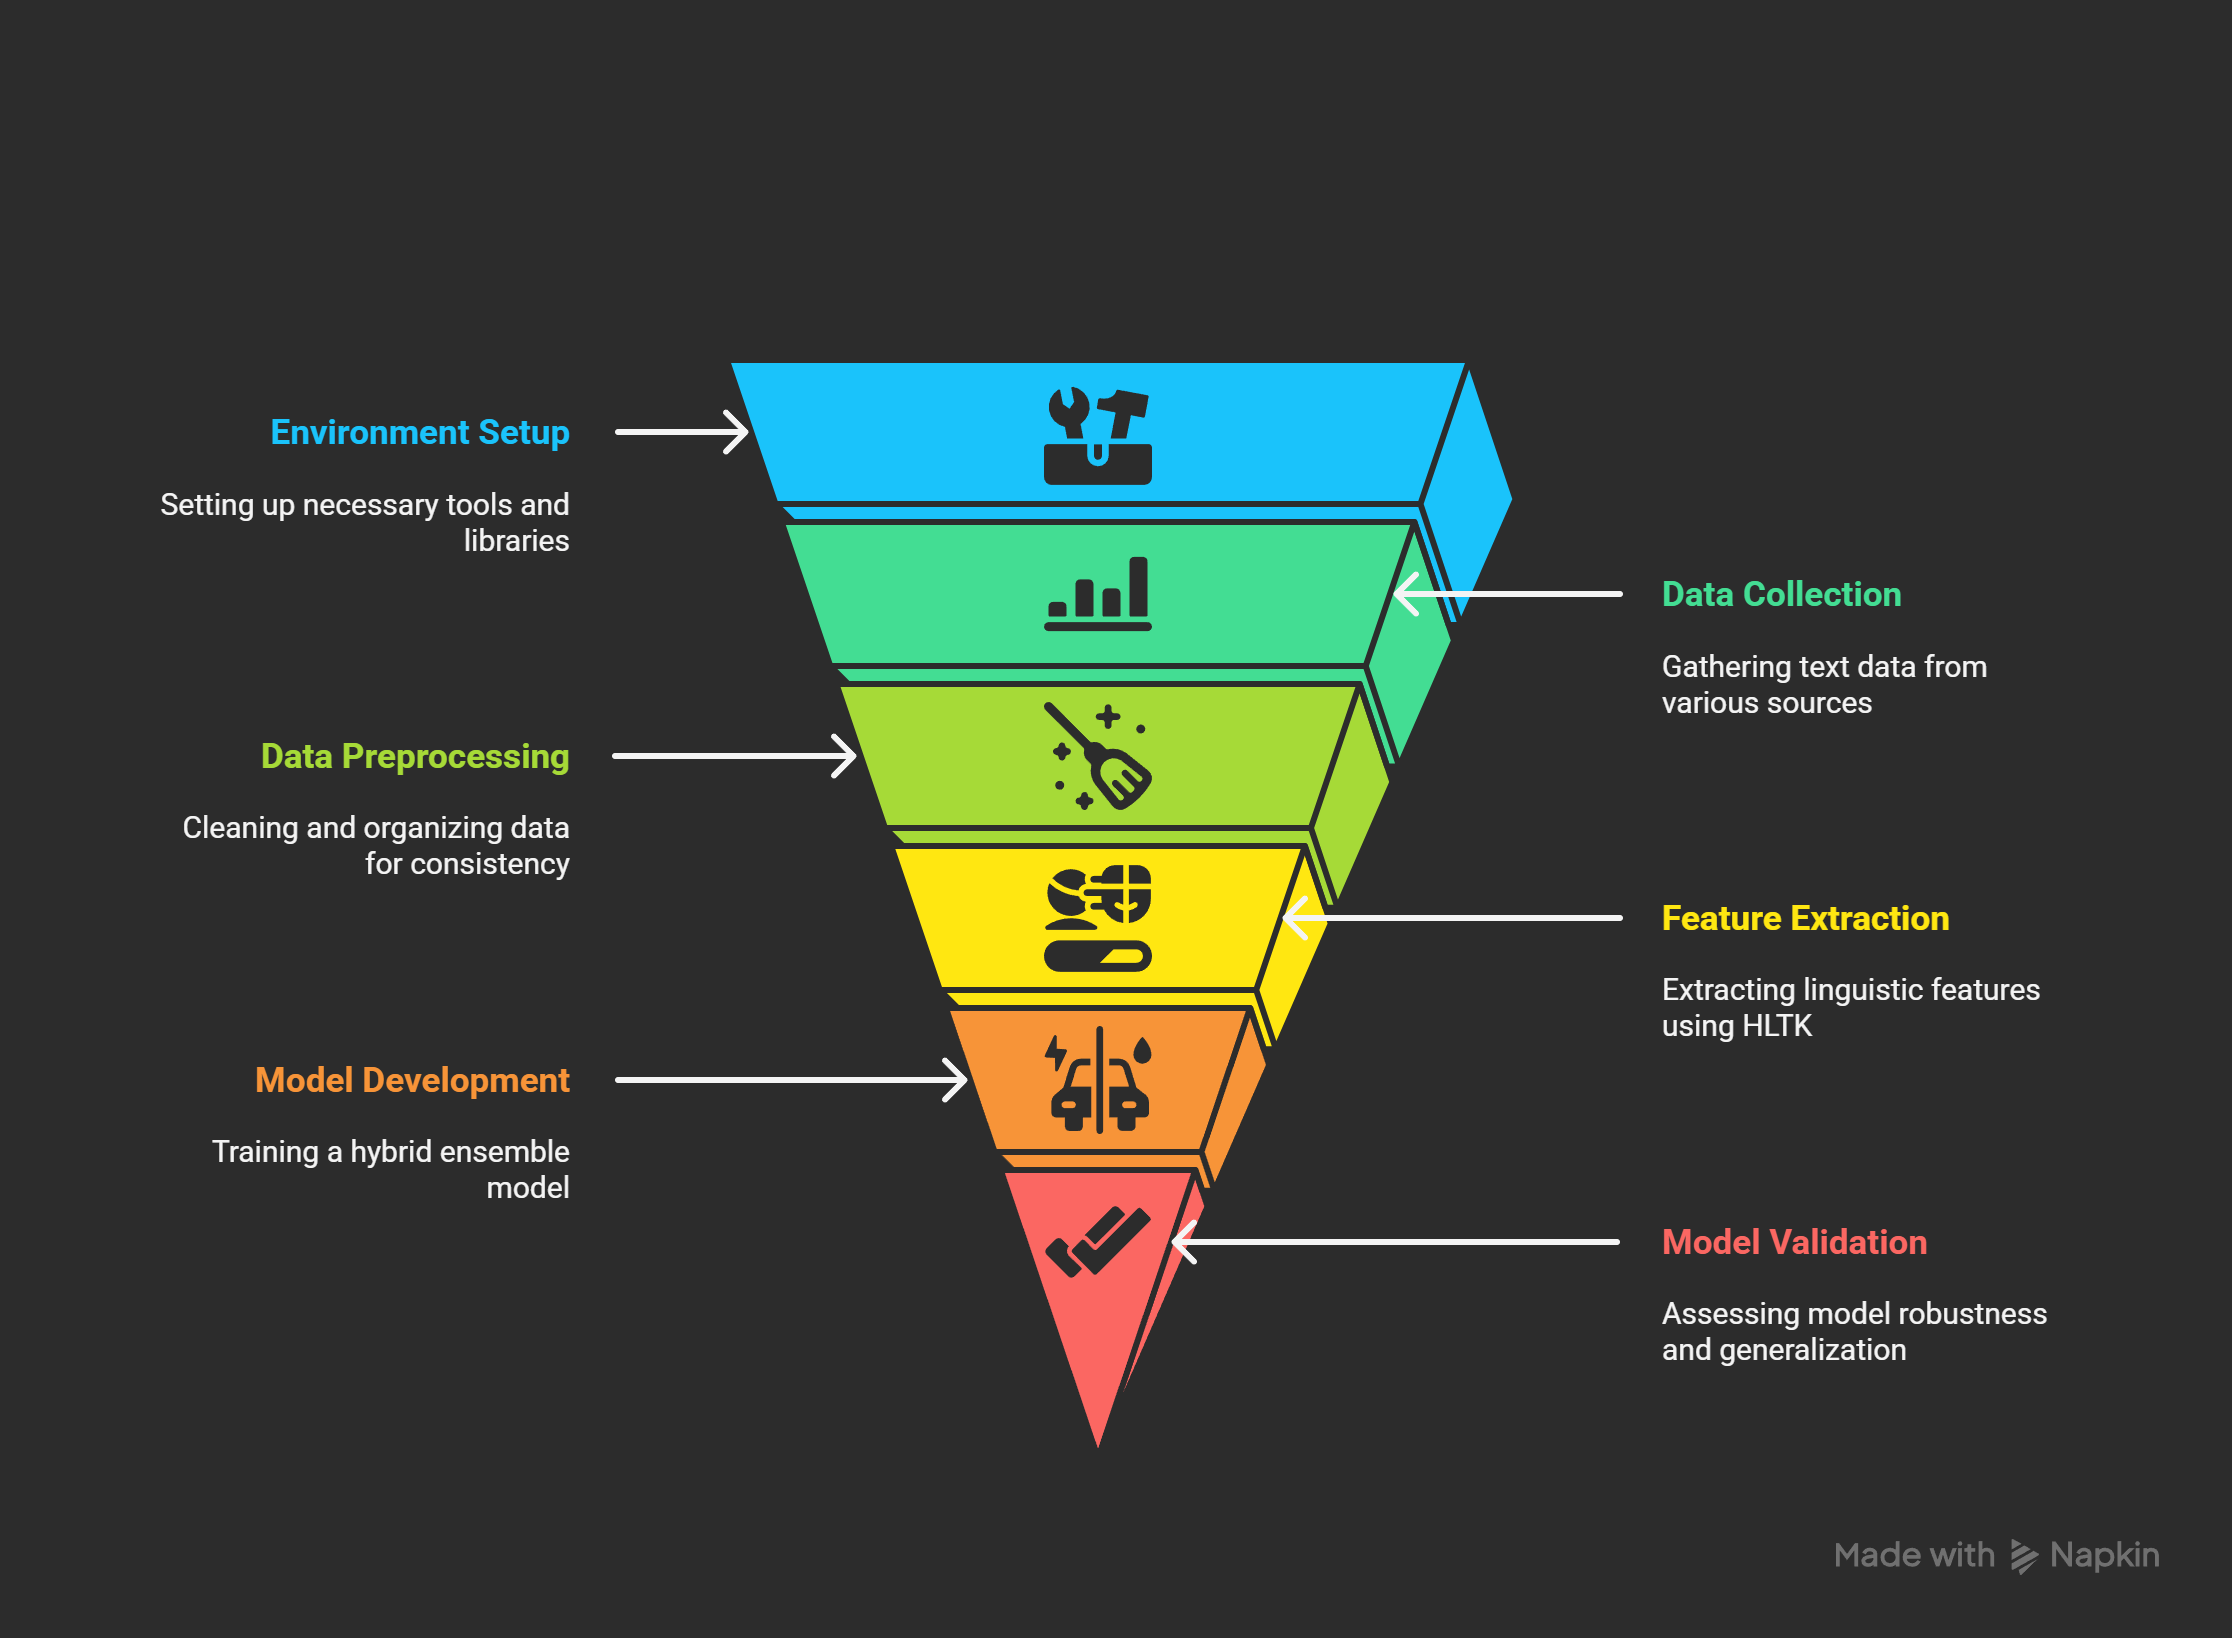 Environment Setup
Setting up necessary tools and
libraries
Data Collection
Gathering text data from
various sources
Data Preprocessing
Cleaning and organizing data
for consistency
Feature Extraction
Extracting linguistic features
using HLTK
Model Development
Training a hybrid ensemble
model
Model Validation
Assessing model robustness
and generalization
Made with Napkin